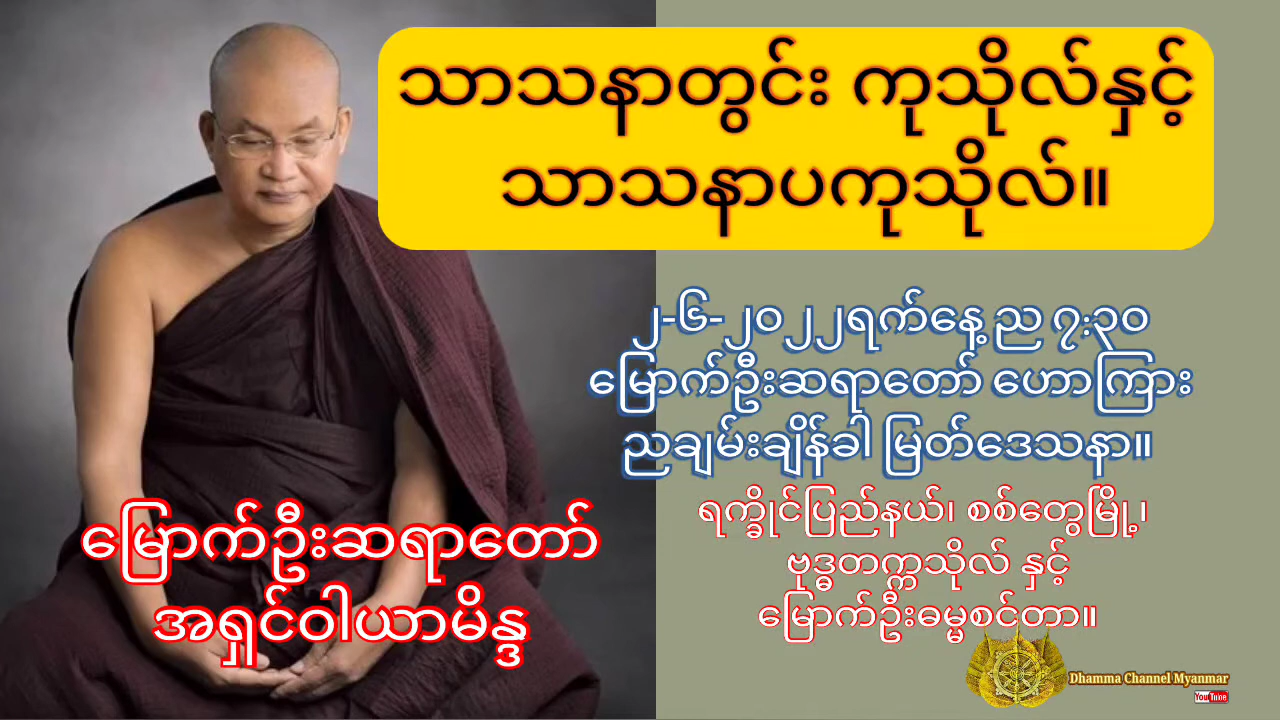 သာသနာတွင်း ကုသိုလ်နှင့်
သာသနာပကုသိုလ်။
၂-၆-၂၀၂၂ရက်နေ့ ည ၇:၃၀
မြောက်ဦးဆရာတော် ဟောကြား
ညချမ်းချိန်ခါ မြတ်ဒေသနာ။
မြောက်ဦးဆရာတော်
အရှင်ဝါယာမိန္ဒ
ရက္ခိုင်ပြည်နယ်၊ စစ်တွေမြို့၊
ဗုဒ္ဓတက္ကသိုလ် နှင့်
မြောက်ဦးဓမ္မစင်တာ။
Dhamma Channel Myanmar
YouTube